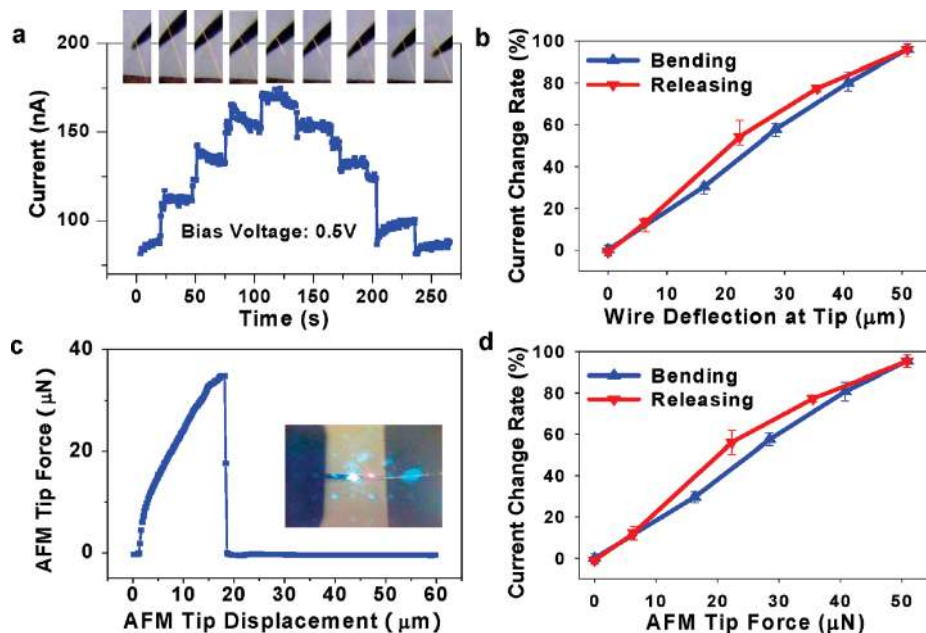 a
Current (nA)
200
150
100
Bias Voltage: 0.5V
0 50 100 150 200 250
Time (s)
b
Current Change Rate (%)
100
80
60
40
20
0
Bending
Releasing
0 10 20 30 40 50
Wire Deflection at Tip (μm)
c
AFM Tip Force (μN)
40
20
0
0 10 20 30 40 50 60
AFM Tip Displacement (μm)
d
Current Change Rate (%)
100
80
60
40
20
0
Bending
Releasing
0 10 20 30 40 50
AFM Tip Force (μN)